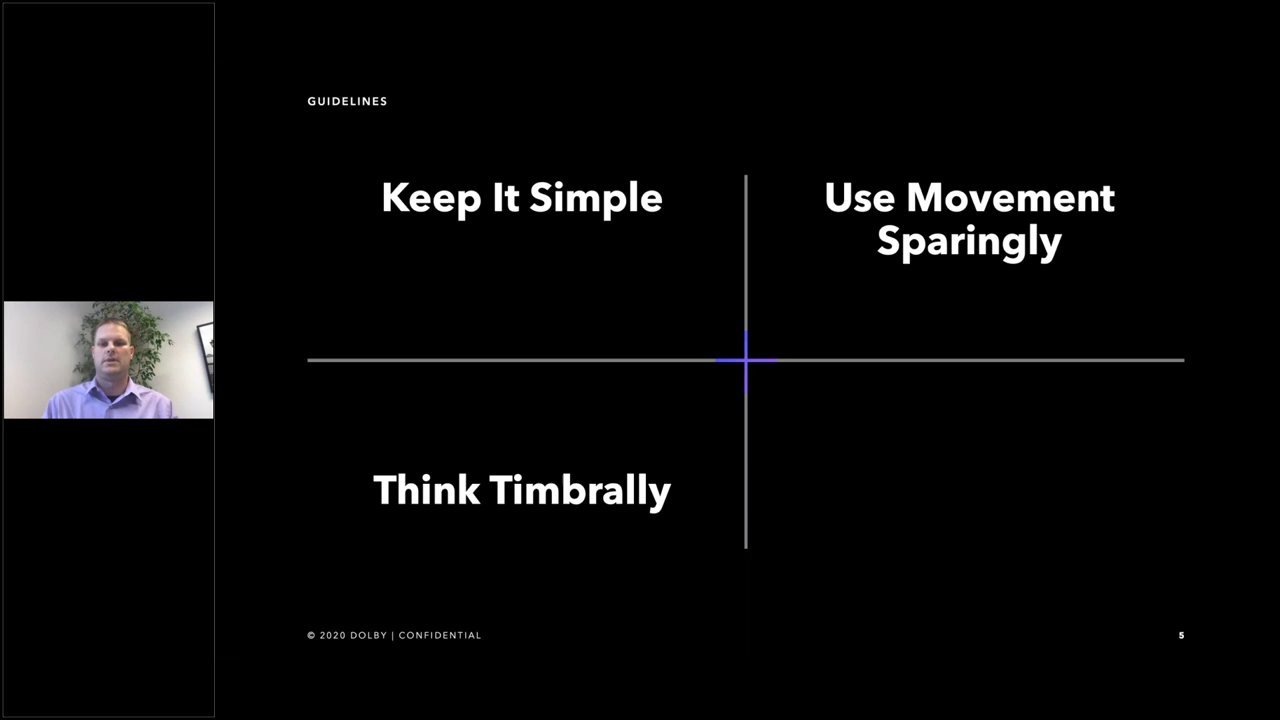 GUIDELINES
Keep It Simple
Use Movement
Sparingly
Think Timbrally
© 2020 DOLBY | CONFIDENTIAL
5